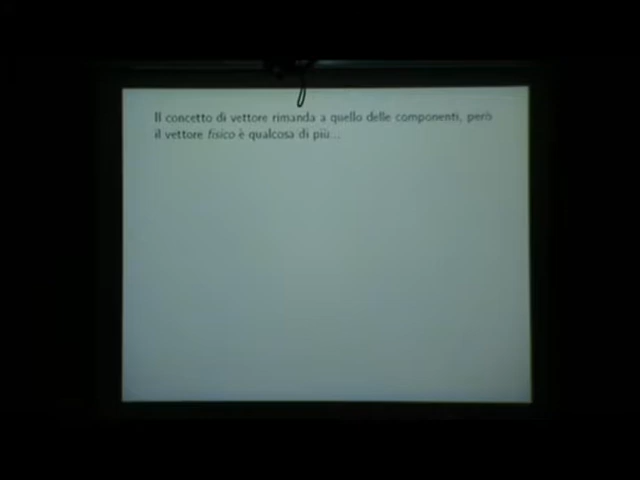 Il concetto di vettore rimanda a quello delle componenti, però
il vettore fisico è qualcosa di più...